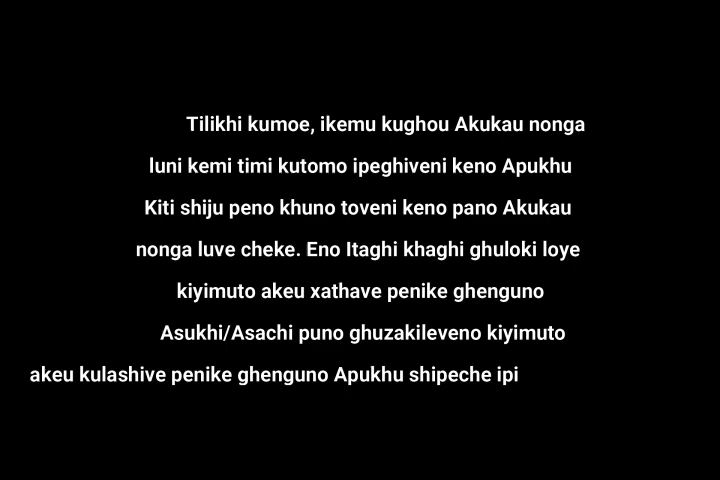 Tilikhi kumoe, ikemu kughou Akukau nonga
luni kemi timi kutomo ipeghiveni keno Apukhu
Kiti shiju peno khuno toveni keno pano Akukau
nonga luve cheke. Eno Itaghi khaghi ghuloki loye
kiyimuto akeu xathave penike ghenguno
Asukhi/Asachi puno ghuzakileveno kiyimuto
akeu kulashive penike ghenguno Apukhu shipeche ipi